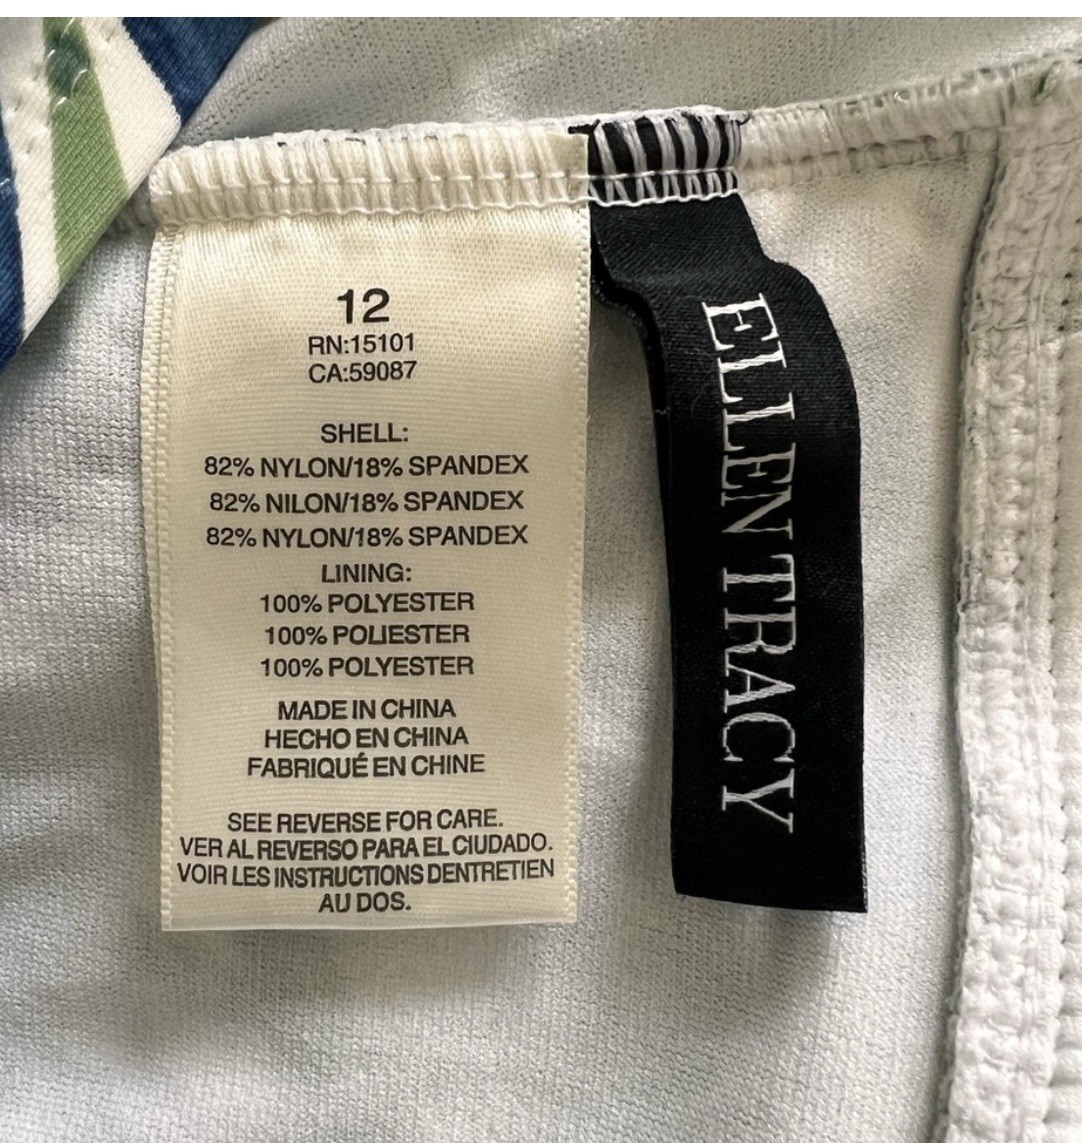 12
RN:15101
CA:59087
SHELL:
82% NYLON/18% SPANDEX
82% NILON/18% SPANDEX
82% NYLON/18% SPANDEX
LINING:
100% POLYESTER
100% POLIESTER
100% POLYESTER
MADE IN CHINA
HECHO EN CHINA
FABRIQUÉ EN CHINE
SEE REVERSE FOR CARE.
VER AL REVERSO PARA EL CIUDADO.
VOIR LES INSTRUCTIONS DENTRETIEN
AU DOS.
ELLEN TRACY